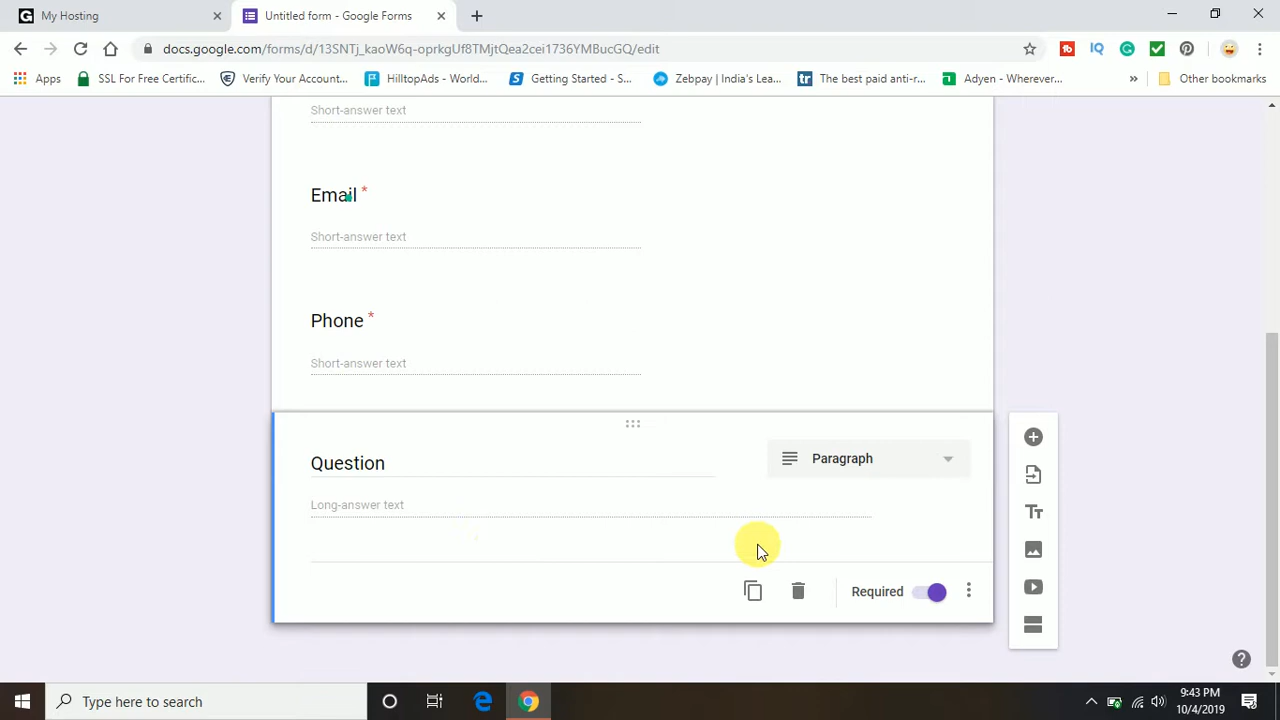 My Hosting
Untitled form - Google Forms
docs.google.com/forms/d/13SNTj_kaoW6q-oprkgUf8TMjtQea2cei1736YMBucGQ/edit
Apps
SSL For Free Certific...
Verify Your Account...
HilltopAds - World...
Getting Started - S...
Zebpay | India's Lea...
The best paid anti-r...
Adyen - Wherever...
Other bookmarks
Short-answer text
Email *
Short-answer text
Phone *
Short-answer text
Question
Paragraph
Long-answer text
Required
Type here to search
9:43 PM
10/4/2019